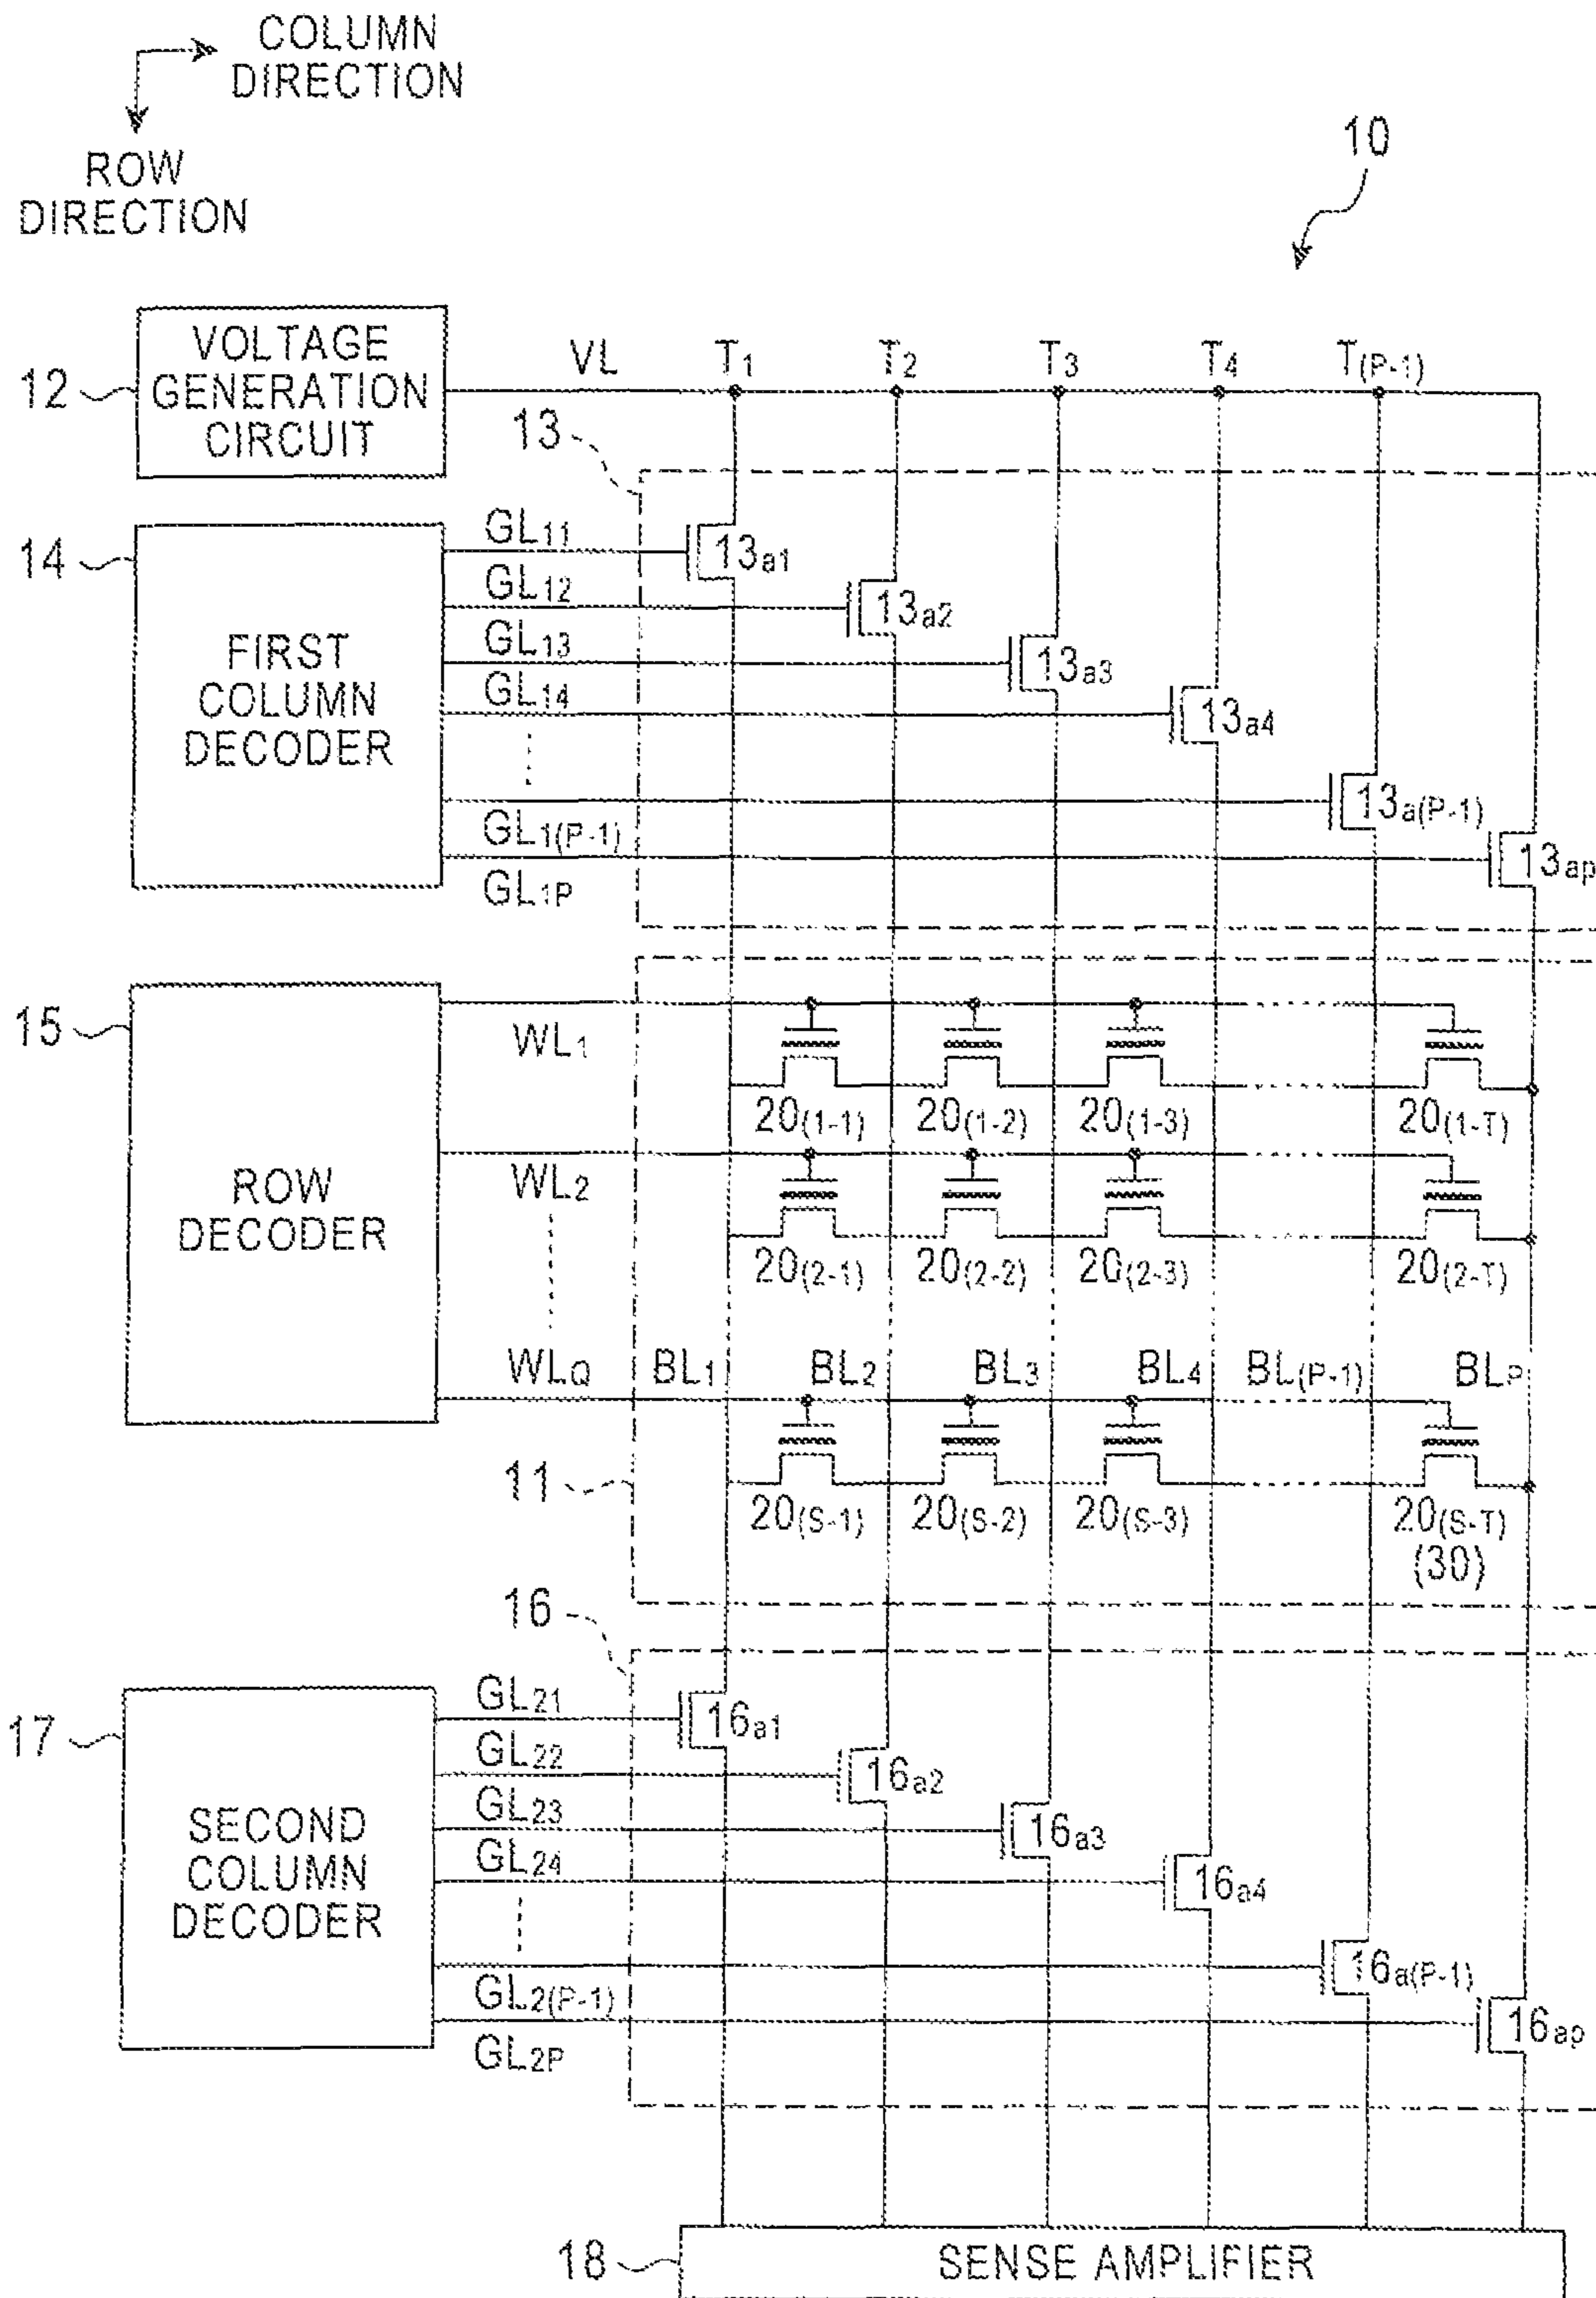 COLUMN
DIRECTION
ROW
DIRECTION
10
VOLTAGE
GENERATION
CIRCUIT
12
VL T1 T2 T3 T4 T(P-1)
13
14
FIRST
COLUMN
DECODER
GL11
13a1
GL12
13a2
GL13
13a3
GL14
13a4
13a(P-1)
GL1(P-1)
13ap
GL1P
15
ROW
DECODER
WL1
20(1-1) 20(1-2) 20(1-3) 20(1-T)
WL2
20(2-1) 20(2-2) 20(2-3) 20(2-T)
WLQ BL1 BL2 BL3 BL4 BL(P-1) BLP
11
20(S-1) 20(S-2) 20(S-3) 20(S-T)
(30)
16
17
SECOND
COLUMN
DECODER
GL21
16a1
GL22
16a2
GL23
16a3
GL24
16a4
16a(P-1)
GL2(P-1)
16ap
GL2P
18
SENSE AMPLIFIER